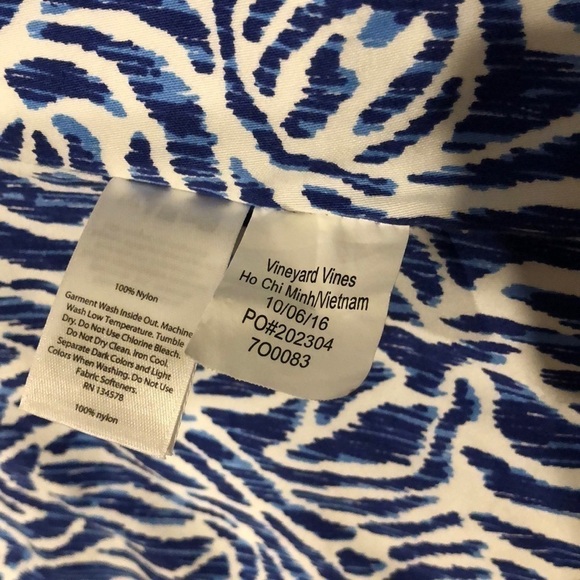 100% Nylon
Garment Wash Inside Out. Machine
Wash Low Temperature. Tumble
Dry. Do Not Use Chlorine Bleach.
Do Not Dry Clean. Iron Cool.
Separate Dark Colors and Light
Colors When Washing. Do Not Use
Fabric Softeners.
RN 134578
100% nylon
Vineyard Vines
Ho Chi Minh/Vietnam
10/06/16
PO#202304
7O0083